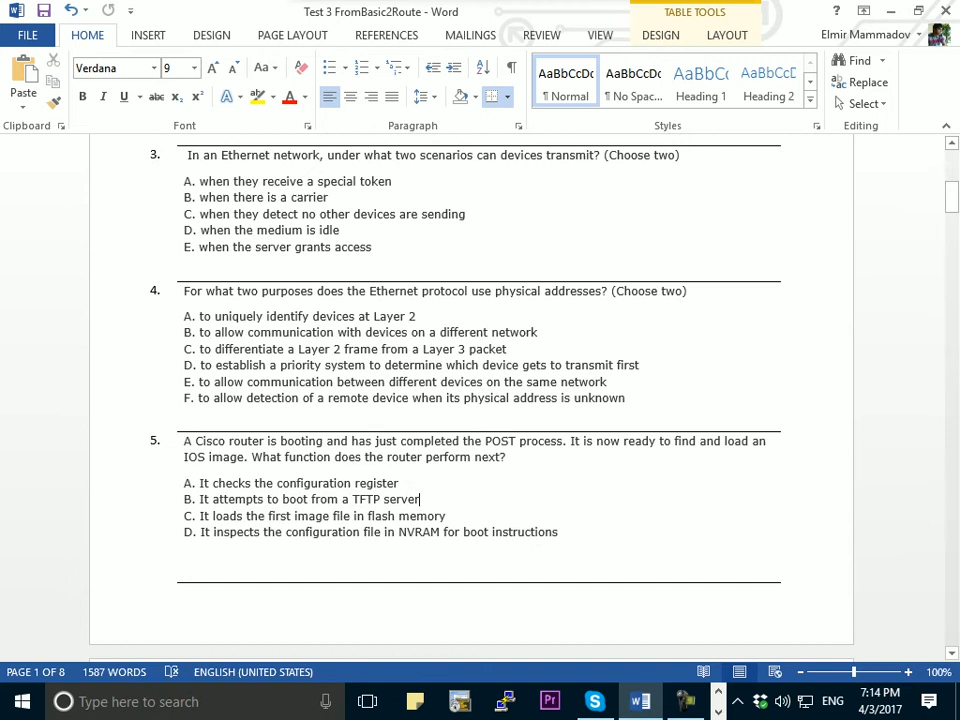 Test 3 FromBasic2Route - Word
TABLE TOOLS
?
FILE
HOME
INSERT
DESIGN
PAGE LAYOUT
REFERENCES
MAILINGS
REVIEW
VIEW
DESIGN
LAYOUT
Elmir Mammadov
Paste
Verdana
9
Aa
B I U abc x₂ x² A A
AaBbCcDc
¶ Normal
AaBbCcDc
¶ No Spac...
AaBbC
Heading 1
AaBbCcC
Heading 2
Find
Replace
Select
Clipboard
Font
Paragraph
Styles
Editing
3. In an Ethernet network, under what two scenarios can devices transmit? (Choose two)
A. when they receive a special token
B. when there is a carrier
C. when they detect no other devices are sending
D. when the medium is idle
E. when the server grants access
4. For what two purposes does the Ethernet protocol use physical addresses? (Choose two)
A. to uniquely identify devices at Layer 2
B. to allow communication with devices on a different network
C. to differentiate a Layer 2 frame from a Layer 3 packet
D. to establish a priority system to determine which device gets to transmit first
E. to allow communication between different devices on the same network
F. to allow detection of a remote device when its physical address is unknown
5. A Cisco router is booting and has just completed the POST process. It is now ready to find and load an
IOS image. What function does the router perform next?
A. It checks the configuration register
B. It attempts to boot from a TFTP server
C. It loads the first image file in flash memory
D. It inspects the configuration file in NVRAM for boot instructions
PAGE 1 OF 8
1587 WORDS
ENGLISH (UNITED STATES)
100%
Type here to search
Pr
ENG
7:14 PM
4/3/2017